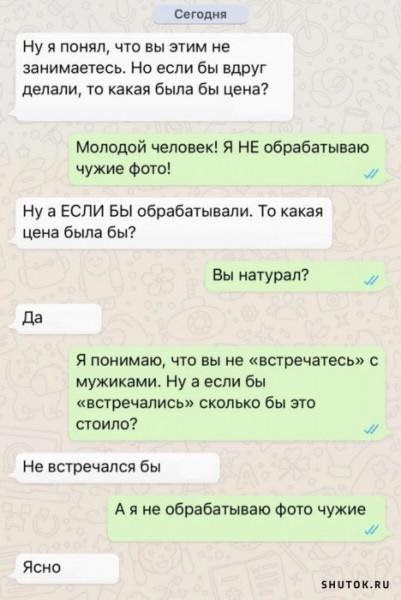 Сегодня
Ну я понял, что вы этим не
занимаетесь. Но если бы вдруг
делали, то какая была бы цена?
Молодой человек! Я НЕ обрабатываю
чужие фото!
Ну а ЕСЛИ БЫ обрабатывали. То какая
цена была бы?
Вы натурал?
Да
Я понимаю, что вы не «встречатесь» с
мужиками. Ну а если бы
«встречались» сколько бы это
стоило?
Не встречался бы
А я не обрабатываю фото чужие
Ясно
SHUTOK.RU